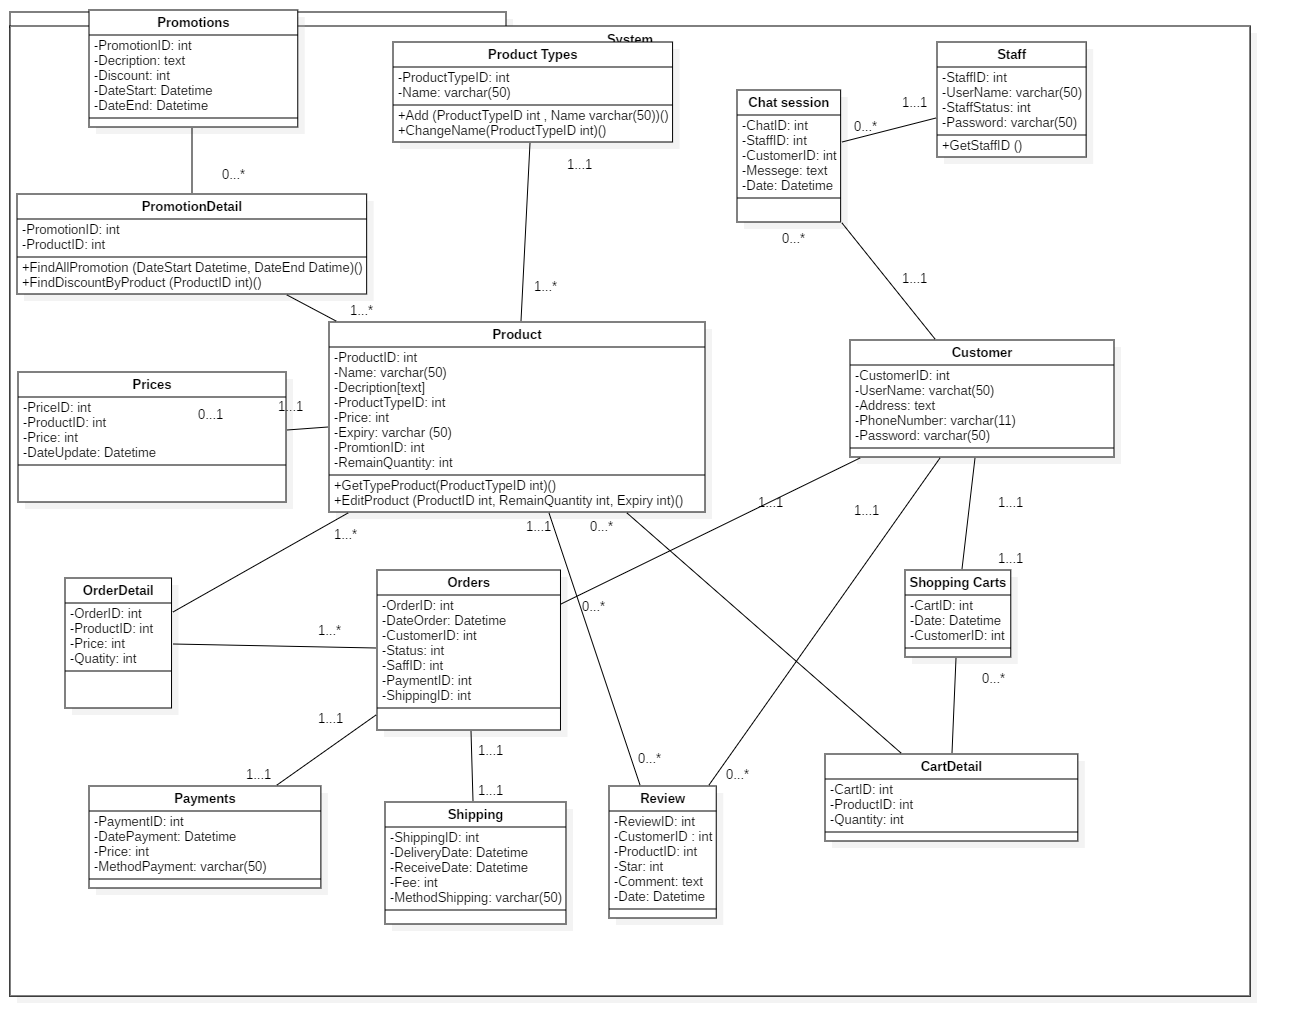 System
Promotions
-PromotionID: int
-Decription: text
-Discount: int
-DateStart: Datetime
-DateEnd: Datetime
0...*
PromotionDetail
-PromotionID: int
-ProductID: int
+FindAllPromotion (DateStart Datetime, DateEnd Datime)()
+FindDiscountByProduct (ProductID int)()
1...*
Product Types
-ProductTypeID: int
-Name: varchar(50)
+Add (ProductTypeID int , Name varchar(50))()
+ChangeName(ProductTypeID int)()
1...1
1...*
Chat session
-ChatID: int
-StaffID: int
-CustomerID: int
-Messege: text
-Date: Datetime
0...*
1...1
Staff
-StaffID: int
-UserName: varchar(50)
-StaffStatus: int
-Password: varchar(50)
+GetStaffID ()
0...*
1...1
Product
-ProductID: int
-Name: varchar(50)
-Decription[text]
-ProductTypeID: int
-Price: int
-Expiry: varchar (50)
-PromtionID: int
-RemainQuantity: int
+GetTypeProduct(ProductTypeID int)()
+EditProduct (ProductID int, RemainQuantity int, Expiry int)()
Prices
-PriceID: int
-ProductID: int
-Price: int
-DateUpdate: Datetime
0...1
1...1
Customer
-CustomerID: int
-UserName: varchat(50)
-Address: text
-PhoneNumber: varchar(11)
-Password: varchar(50)
1...*
1...1
0...*
1...1
1...1
1...1
1...1
OrderDetail
-OrderID: int
-ProductID: int
-Price: int
-Quatity: int
1...*
Orders
-OrderID: int
-DateOrder: Datetime
-CustomerID: int
-Status: int
-SaffID: int
-PaymentID: int
-ShippingID: int
0...*
Shopping Carts
-CartID: int
-Date: Datetime
-CustomerID: int
0...*
1...1
1...1
1...1
1...1
0...*
0...*
Payments
-PaymentID: int
-DatePayment: Datetime
-Price: int
-MethodPayment: varchar(50)
Shipping
-ShippingID: int
-DeliveryDate: Datetime
-ReceiveDate: Datetime
-Fee: int
-MethodShipping: varchar(50)
Review
-ReviewID: int
-CustomerID : int
-ProductID: int
-Star: int
-Comment: text
-Date: Datetime
CartDetail
-CartID: int
-ProductID: int
-Quantity: int